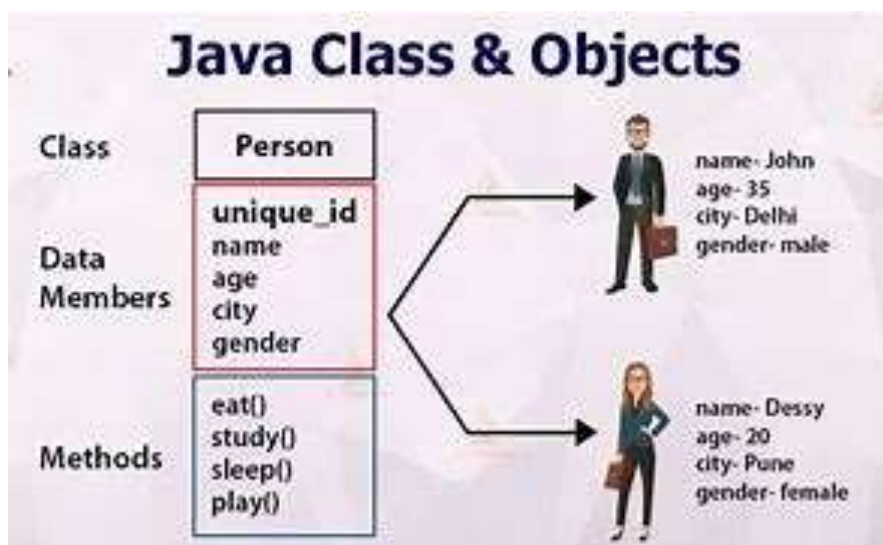 Java Class & Objects
Class
Person
Data
Members
unique_id
name
age
city
gender
Methods
eat()
study()
sleep()
play()
name- John
age- 35
city- Delhi
gender- male
name- Dessy
age- 20
city- Pune
gender- female